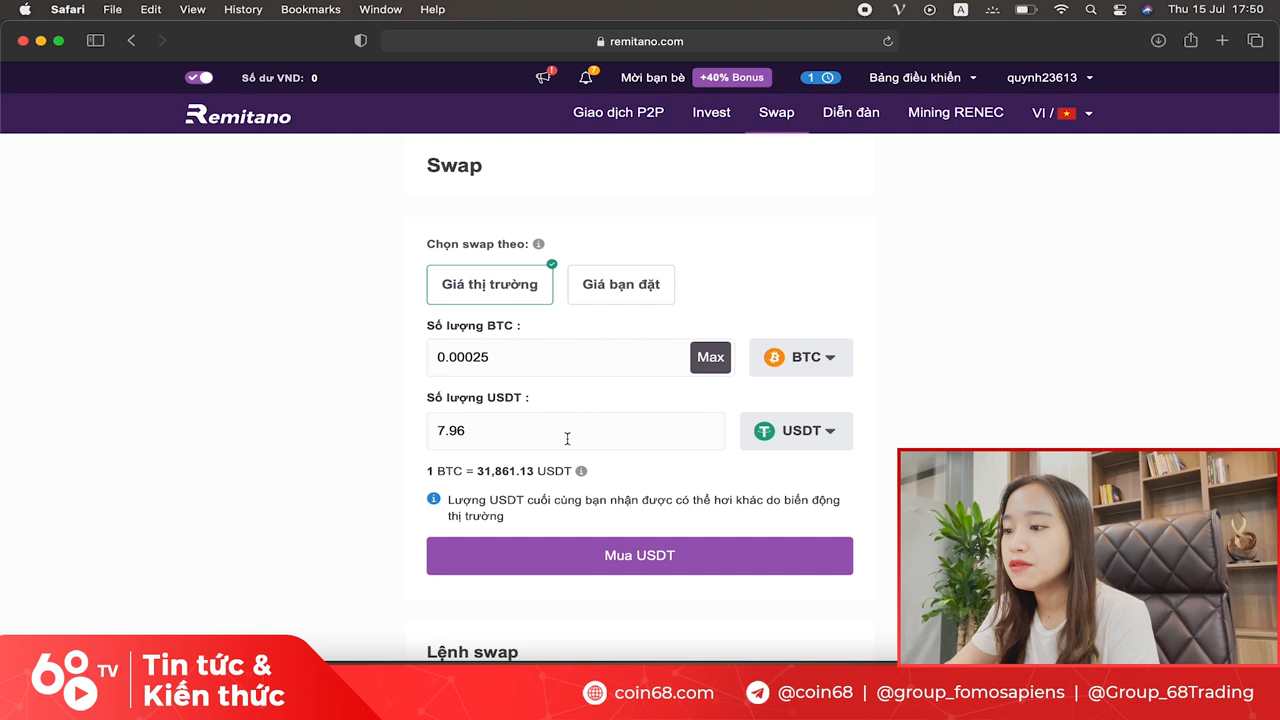 Safari File Edit View History Bookmarks Window Help A Thu 15 Jul 17:50
remitano.com
Số dư VND: 0 ! 7 Mời bạn bè +40% Bonus 1 Bảng điều khiển quynh23613
Remitano Giao dịch P2P Invest Swap Diễn đàn Mining RENEC VI /
Swap
Chọn swap theo:
Giá thị trường Giá bạn đặt
Số lượng BTC :
0.00025 Max BTC
Số lượng USDT :
7.96 USDT
1 BTC = 31,861.13 USDT
Lượng USDT cuối cùng bạn nhận được có thể hơi khác do biến động
thị trường
Mua USDT
Lệnh swap
68 TV Tin tức &
Kiến thức
coin68.com @coin68 | @group_fomosapiens | @Group_68Trading